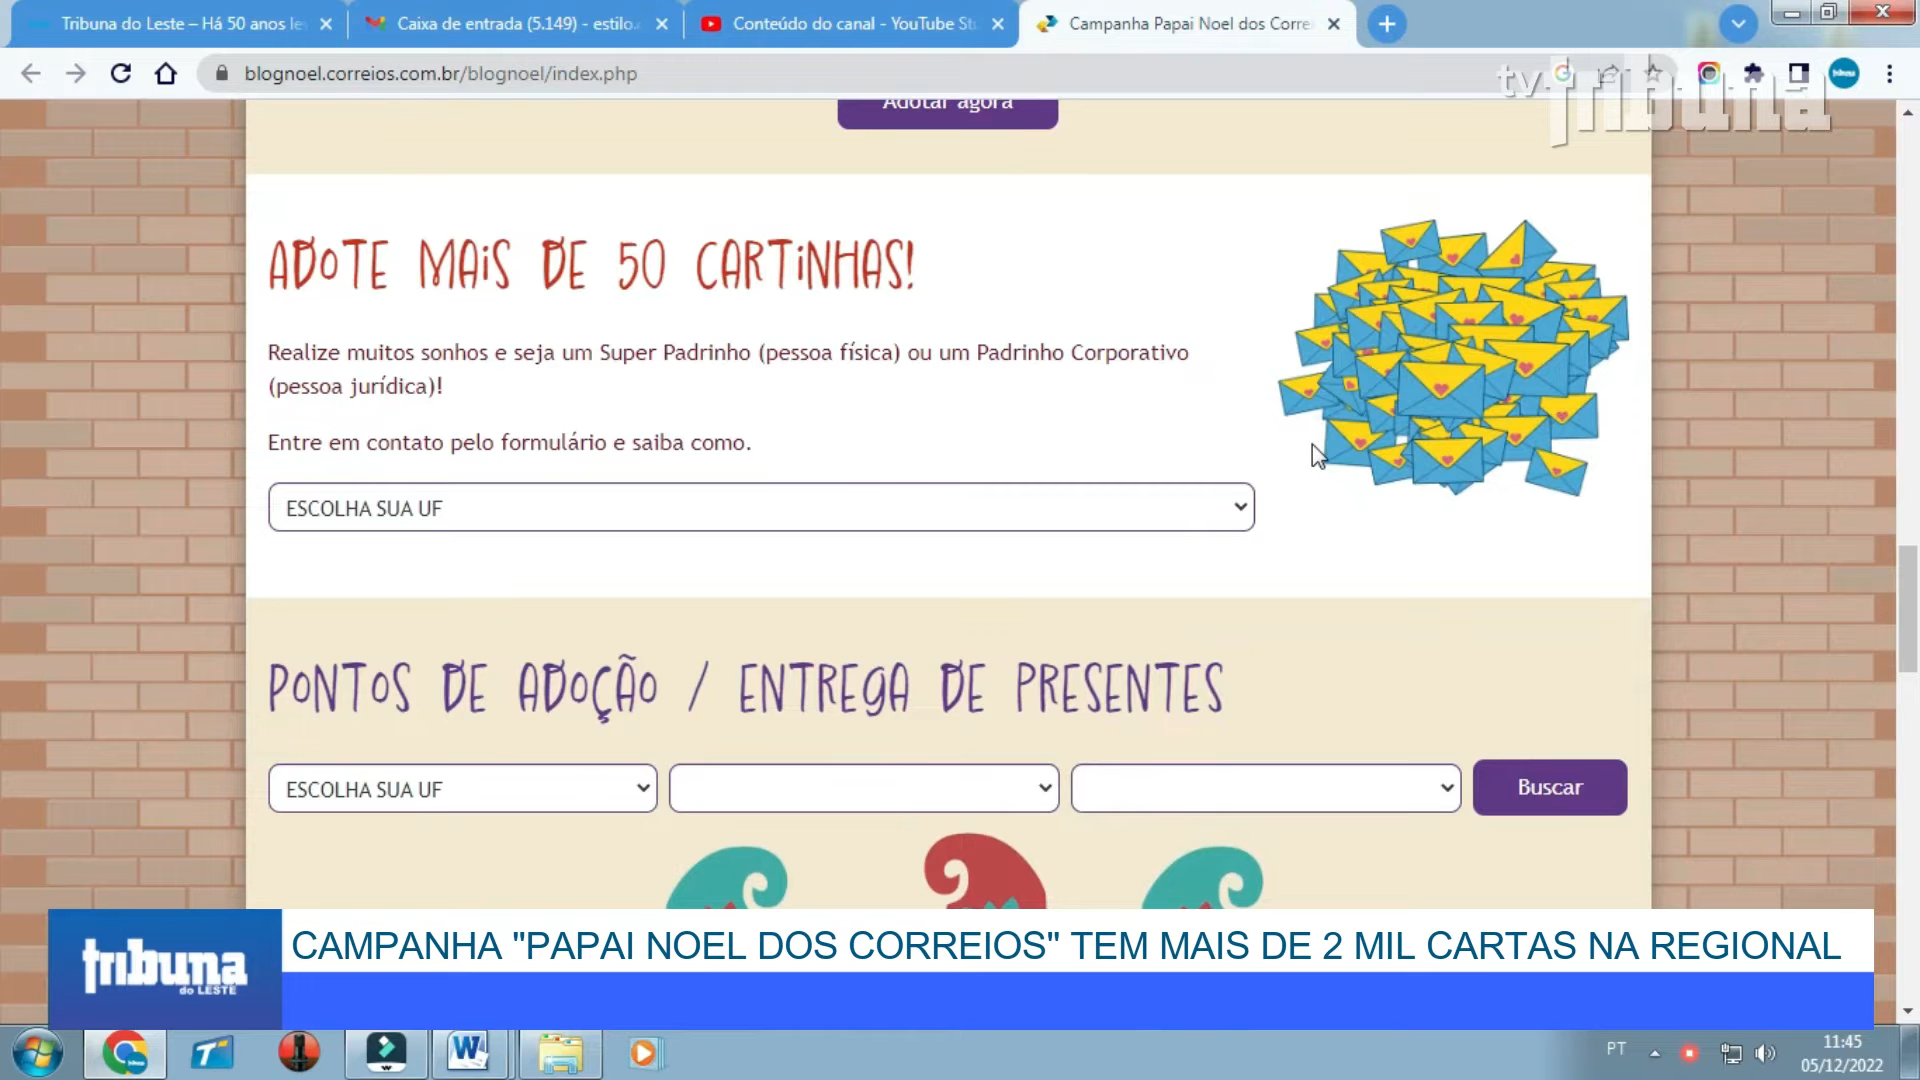 Tribuna do Leste – Há 50 anos le
Caixa de entrada (5.149) - estilo.
Conteúdo do canal - YouTube St
Campanha Papai Noel dos Corre
blognoel.correios.com.br/blognoel/index.php
tv tribuna
Adotar agora
ADOTE MAIS DE 50 CARTINHAS!
Realize muitos sonhos e seja um Super Padrinho (pessoa física) ou um Padrinho Corporativo
(pessoa jurídica)!
Entre em contato pelo formulário e saiba como.
ESCOLHA SUA UF
PONTOS DE ADOÇÃO / ENTREGA DE PRESENTES
ESCOLHA SUA UF
Buscar
tribuna
do LESTE
CAMPANHA "PAPAI NOEL DOS CORREIOS" TEM MAIS DE 2 MIL CARTAS NA REGIONAL
PT
11:45
05/12/2022